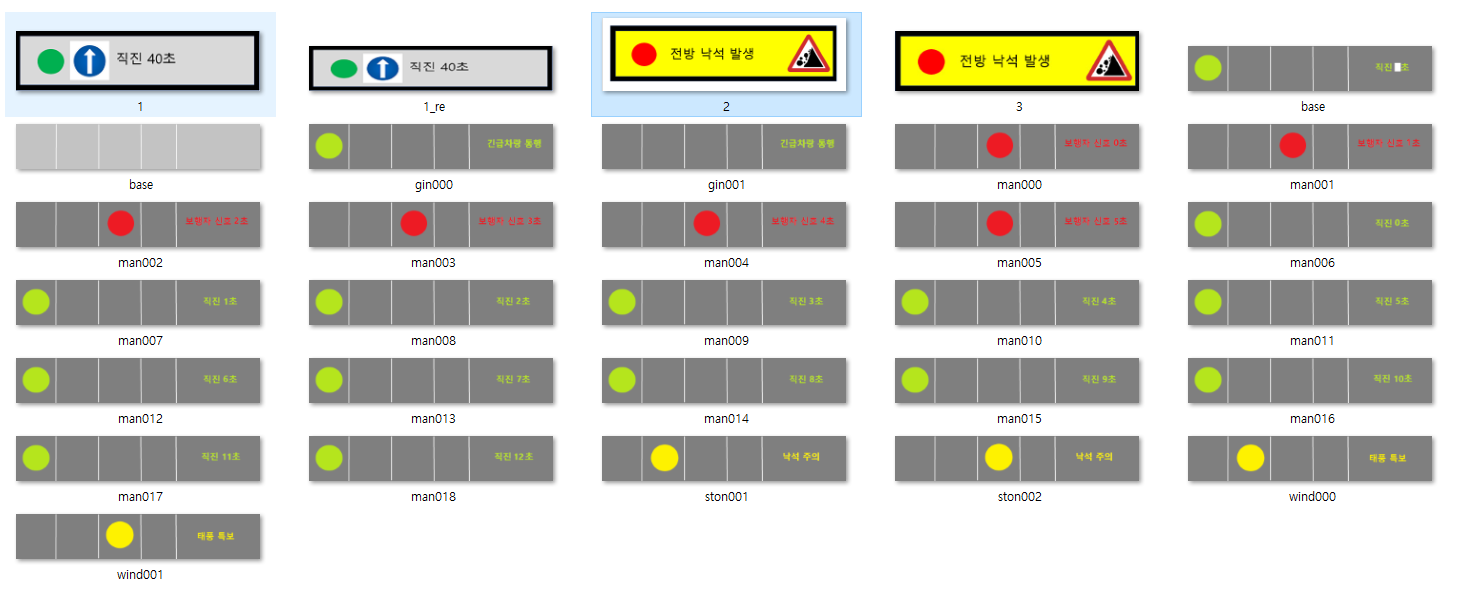 직진 40초
1
직진 40초
1_re
전방 낙석 발생
2
전방 낙석 발생
3
직진 초
base
base
긴급차량 통행
gin000
긴급차량 통행
gin001
보행자 신호 0초
man000
보행자 신호 1초
man001
보행자 신호 2초
man002
보행자 신호 3초
man003
보행자 신호 4초
man004
보행자 신호 5초
man005
직진 0초
man006
직진 1초
man007
직진 2초
man008
직진 3초
man009
직진 4초
man010
직진 5초
man011
직진 6초
man012
직진 7초
man013
직진 8초
man014
직진 9초
man015
직진 10초
man016
직진 11초
man017
직진 12초
man018
낙석 주의
ston001
낙석 주의
ston002
태풍 특보
wind000
태풍 특보
wind001